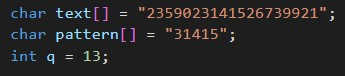 char text[] = "2359023141526739921";
char pattern[] = "31415";
int q = 13;